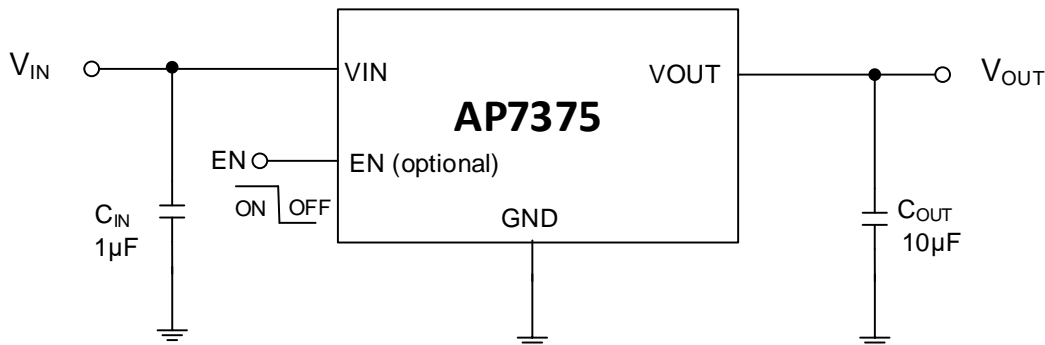 VIN
VIN
VOUT
VOUT
AP7375
EN
EN (optional)
ON
OFF
GND
CIN
1µF
COUT
10µF